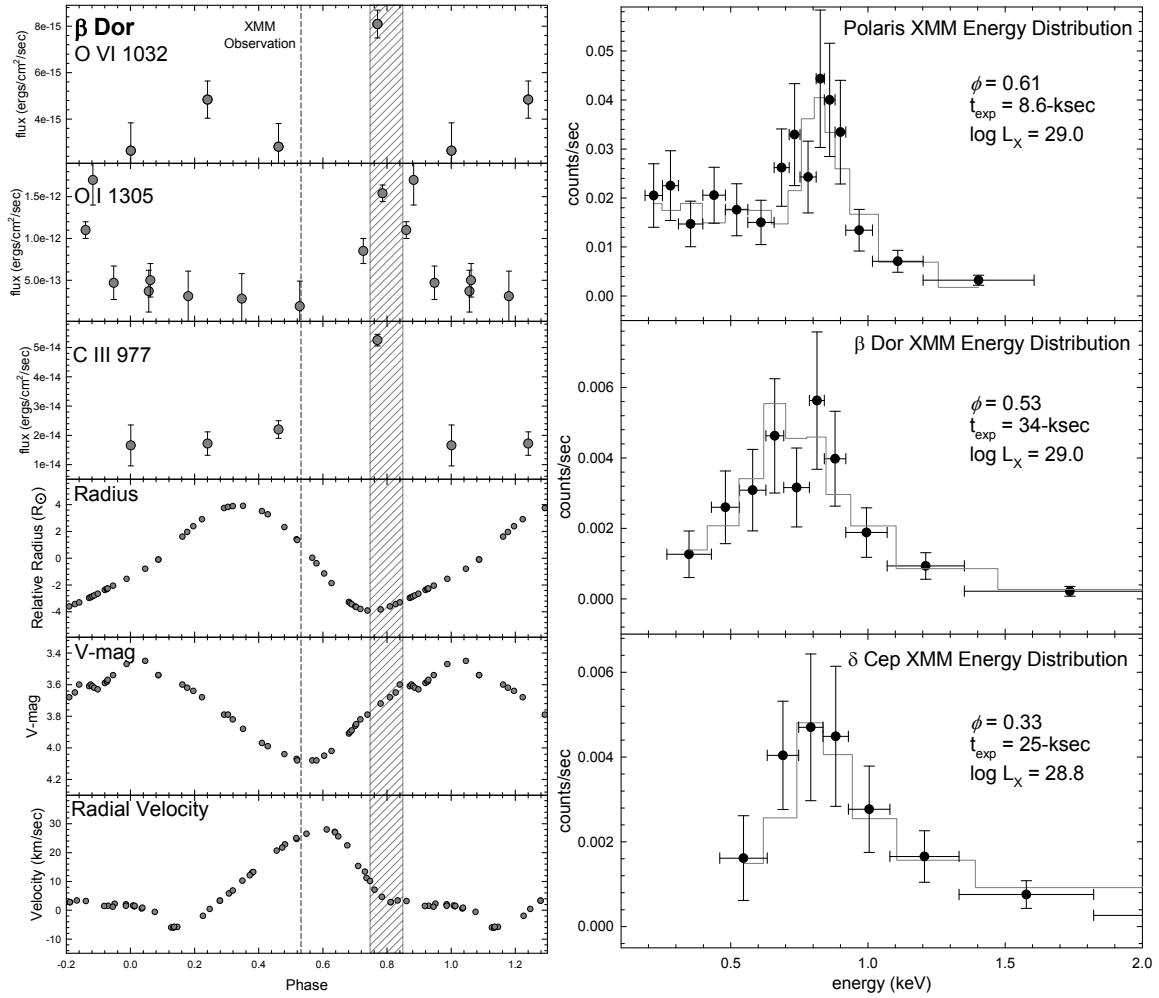 β Dor
O VI 1032
XMM
Observation
flux (ergs/cm²/sec)
8e-15
6e-15
4e-15
O I 1305
flux (ergs/cm²/sec)
1.5e-12
1.0e-12
5.0e-13
C III 977
flux (ergs/cm²/sec)
5e-14
4e-14
3e-14
2e-14
1e-14
Radius
Relative Radius (R⊙)
4
2
0
-2
-4
V-mag
V-mag
3.4
3.6
3.8
4.0
4.2
Radial Velocity
Velocity (km/sec)
30
20
10
0
-10
-0.2 0.0 0.2 0.4 0.6 0.8 1.0 1.2
Phase
Polaris XMM Energy Distribution
ϕ = 0.61
t_exp = 8.6-ksec
log L_X = 29.0
counts/sec
0.05
0.04
0.03
0.02
0.01
0.00
β Dor XMM Energy Distribution
ϕ = 0.53
t_exp = 34-ksec
log L_X = 29.0
counts/sec
0.006
0.004
0.002
0.000
δ Cep XMM Energy Distribution
ϕ = 0.33
t_exp = 25-ksec
log L_X = 28.8
counts/sec
0.006
0.004
0.002
0.000
0.5 1.0 1.5 2.0
energy (keV)